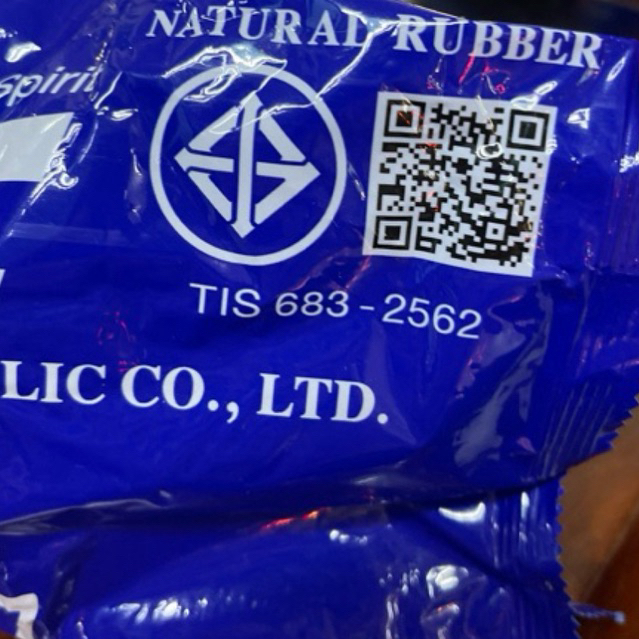 NATURAL RUBBER
spirit
TIS 683-2562
LIC CO., LTD.